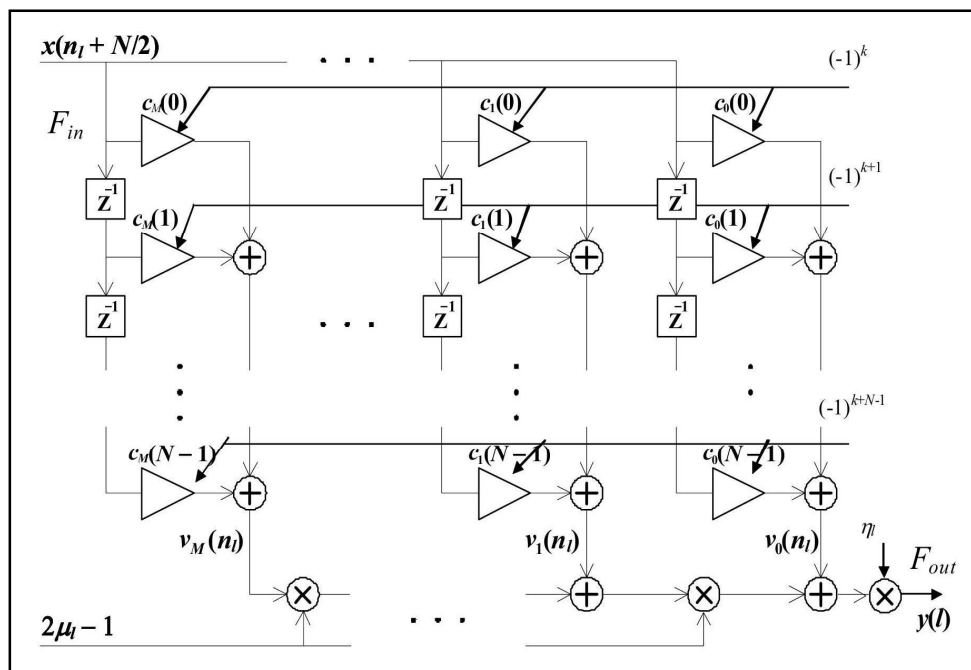 x(n_l + N/2)
. . .
(-1)^k
F_in
c_M(0)
c_1(0)
c_0(0)
(-1)^{k+1}
Z^-1
Z^-1
Z^-1
c_M(1)
c_1(1)
c_0(1)
+
+
+
Z^-1
. . .
Z^-1
Z^-1
(-1)^{k+N-1}
c_M(N – 1)
c_1(N – 1)
c_0(N – 1)
+
+
+
v_M(n_l)
v_1(n_l)
v_0(n_l)
η_l
F_out
×
+
×
+
×
y(l)
2μ_l – 1
. . .